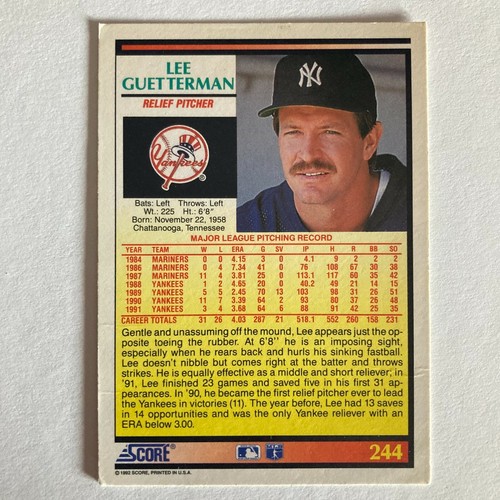 LEE
GUETTERMAN
RELIEF PITCHER
NY
Yankees
Bats: Left Throws: Left
Wt.: 225 Ht.: 6'8"
Born: November 22, 1958
Chattanooga, Tennessee
MAJOR LEAGUE PITCHING RECORD
YEAR TEAM W L ERA G SV IP H R BB SO
1984 MARINERS 0 0 4.15 3 0 4.1 9 2 2 2
1986 MARINERS 0 4 7.34 41 0 76 108 67 30 38
1987 MARINERS 11 4 3.81 25 0 113.1 117 60 35 42
1988 YANKEES 1 2 4.65 20 0 40.2 49 21 14 15
1989 YANKEES 5 5 2.45 70 13 103 98 31 26 51
1990 YANKEES 11 7 3.39 64 2 93 80 37 26 48
1991 YANKEES 3 4 3.68 64 6 88 91 42 25 35
CAREER TOTALS 31 26 4.03 287 21 518.1 552 260 158 231
Gentle and unassuming off the mound, Lee appears just the op-
posite toeing the rubber. At 6'8" he is an imposing sight,
especially when he rears back and hurls his sinking fastball.
Lee doesn't nibble but comes right at the batter and throws
strikes. He is equally effective as a middle and short reliever; in
'91, Lee finished 23 games and saved five in his first 31 ap-
pearances. In '90, he became the first relief pitcher ever to lead
the Yankees in victories (11). The year before, Lee had 13 saves
in 14 opportunities and was the only Yankee reliever with an
ERA below 3.00.
SCORE 244
© 1992 SCORE, PRINTED IN U.S.A.